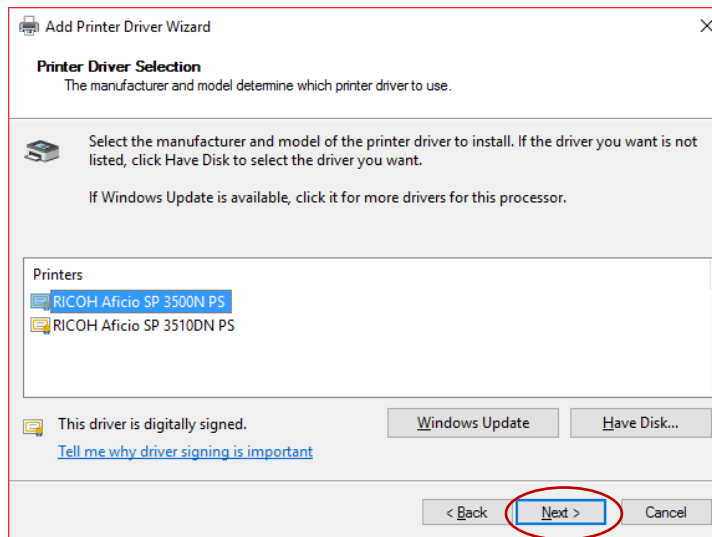 Add Printer Driver Wizard
Printer Driver Selection
The manufacturer and model determine which printer driver to use.
Select the manufacturer and model of the printer driver to install. If the driver you want is not
listed, click Have Disk to select the driver you want.
If Windows Update is available, click it for more drivers for this processor.
Printers
RICOH Aficio SP 3500N PS
RICOH Aficio SP 3510DN PS
This driver is digitally signed.
Windows Update
Have Disk...
Tell me why driver signing is important
< Back
Next >
Cancel